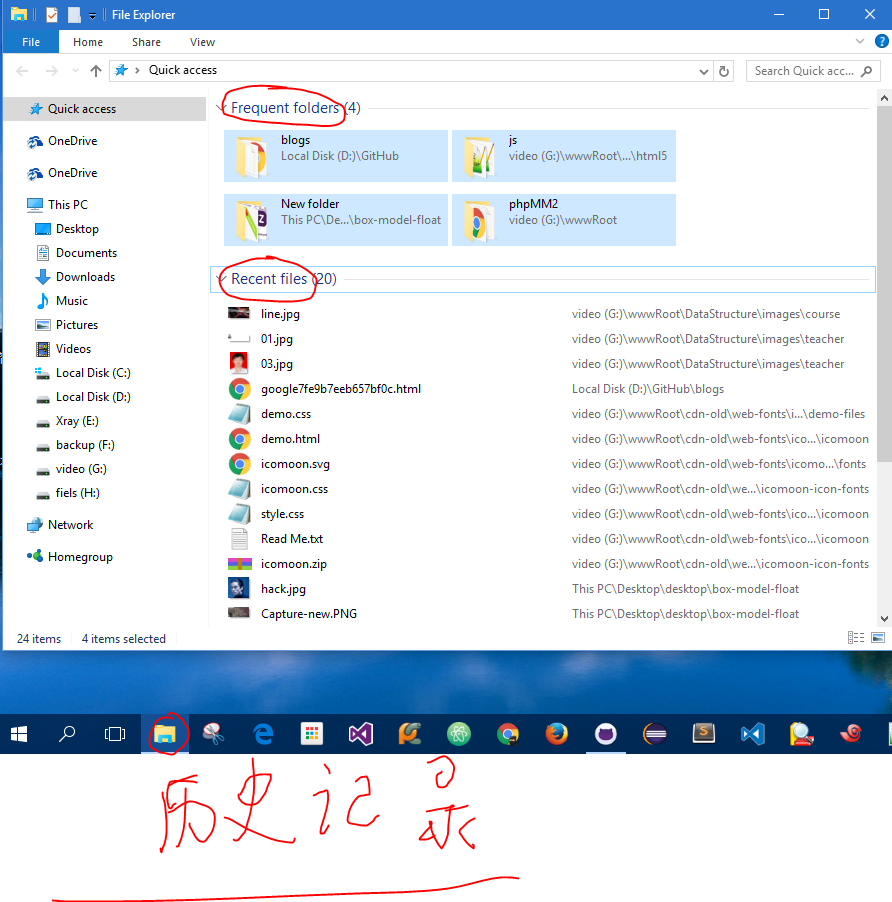 File Explorer
File Home Share View
Quick access Search Quick acc...
Quick access
OneDrive
OneDrive
This PC
Desktop
Documents
Downloads
Music
Pictures
Videos
Local Disk (C:)
Local Disk (D:)
Xray (E:)
backup (F:)
video (G:)
fiels (H:)
Network
Homegroup
Frequent folders (4)
blogs
Local Disk (D:)\GitHub
js
video (G:)\wwwRoot\...\html5
New folder
This PC\De...\box-model-float
phpMM2
video (G:)\wwwRoot
Recent files (20)
line.jpg video (G:)\wwwRoot\DataStructure\images\course
01.jpg video (G:)\wwwRoot\DataStructure\images\teacher
03.jpg video (G:)\wwwRoot\DataStructure\images\teacher
google7fe9b7eeb657bf0c.html Local Disk (D:)\GitHub\blogs
demo.css video (G:)\wwwRoot\cdn-old\web-fonts\i...\demo-files
demo.html video (G:)\wwwRoot\cdn-old\web-fonts\ico...\icomoon
icomoon.svg video (G:)\wwwRoot\cdn-old\web-fonts\icomo...\fonts
icomoon.css video (G:)\wwwRoot\cdn-old\we...\icomoon-icon-fonts
style.css video (G:)\wwwRoot\cdn-old\web-fonts\ico...\icomoon
Read Me.txt video (G:)\wwwRoot\cdn-old\web-fonts\ico...\icomoon
icomoon.zip video (G:)\wwwRoot\cdn-old\we...\icomoon-icon-fonts
hack.jpg This PC\Desktop\desktop\box-model-float
Capture-new.PNG This PC\Desktop\desktop\box-model-float
24 items 4 items selected
历史记录